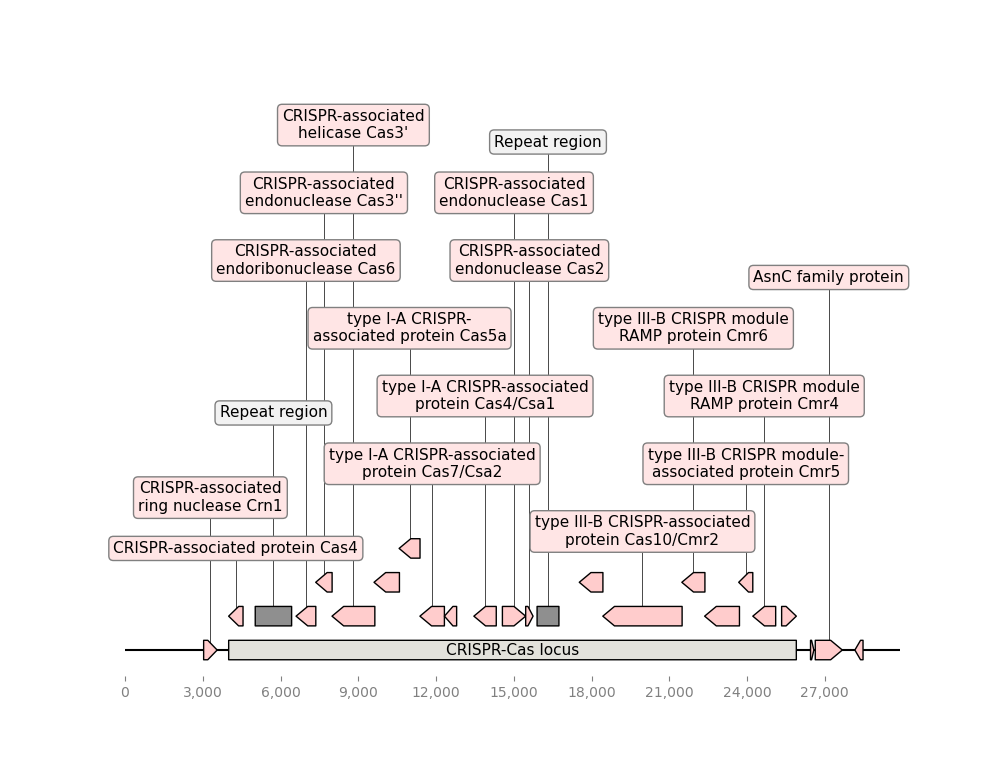 CRISPR-associated
helicase Cas3'
Repeat region
CRISPR-associated
endonuclease Cas3''
CRISPR-associated
endonuclease Cas1
CRISPR-associated
endoribonuclease Cas6
CRISPR-associated
endonuclease Cas2
AsnC family protein
type I-A CRISPR-
associated protein Cas5a
type III-B CRISPR module
RAMP protein Cmr6
type I-A CRISPR-associated
protein Cas4/Csa1
type III-B CRISPR module
RAMP protein Cmr4
Repeat region
type I-A CRISPR-associated
protein Cas7/Csa2
type III-B CRISPR module-
associated protein Cmr5
CRISPR-associated
ring nuclease Crn1
type III-B CRISPR-associated
protein Cas10/Cmr2
CRISPR-associated protein Cas4
CRISPR-Cas locus
0 3,000 6,000 9,000 12,000 15,000 18,000 21,000 24,000 27,000